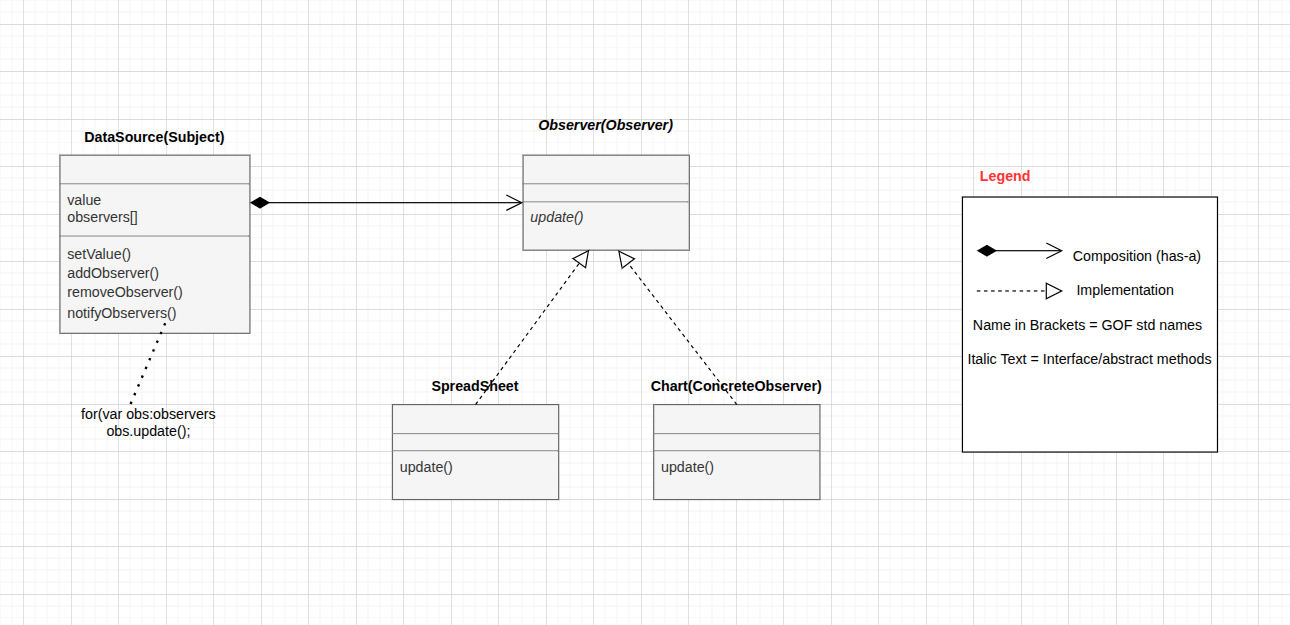 DataSource(Subject)
value
observers[]
setValue()
addObserver()
removeObserver()
notifyObservers()
for(var obs:observers
obs.update();
Observer(Observer)
update()
SpreadSheet
update()
Chart(ConcreteObserver)
update()
Legend
Composition (has-a)
Implementation
Name in Brackets = GOF std names
Italic Text = Interface/abstract methods